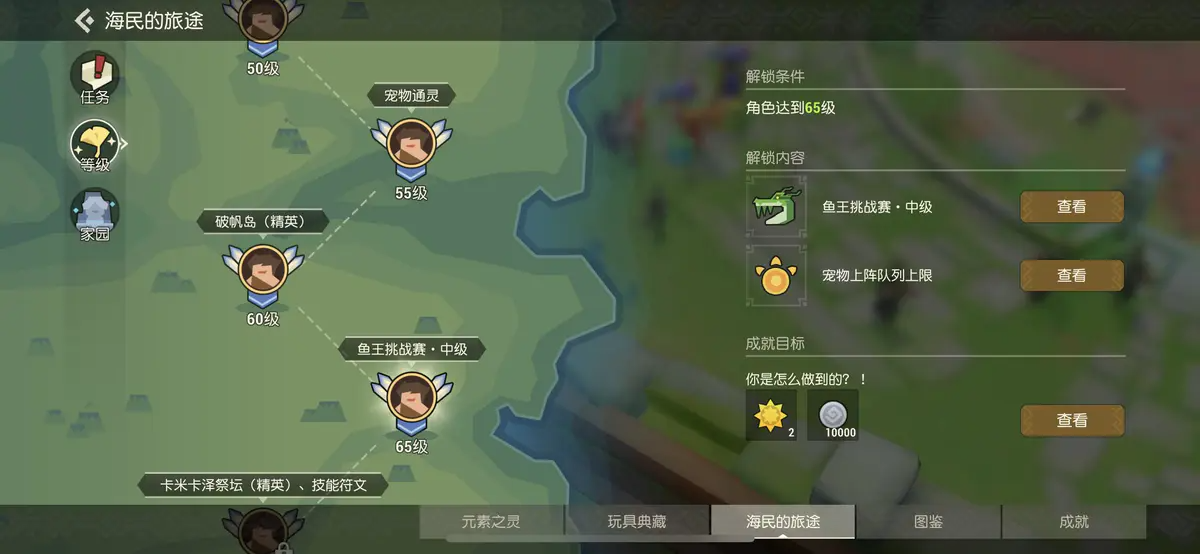 海民的旅途
任务
等级
家园
50级
宠物通灵
55级
破帆岛（精英）
60级
鱼王挑战赛·中级
65级
卡米卡泽祭坛（精英）、技能符文
解锁条件
角色达到65级
解锁内容
鱼王挑战赛·中级
查看
宠物上阵队列上限
查看
成就目标
你是怎么做到的？！
2
10000
查看
元素之灵
玩具典藏
海民的旅途
图鉴
成就